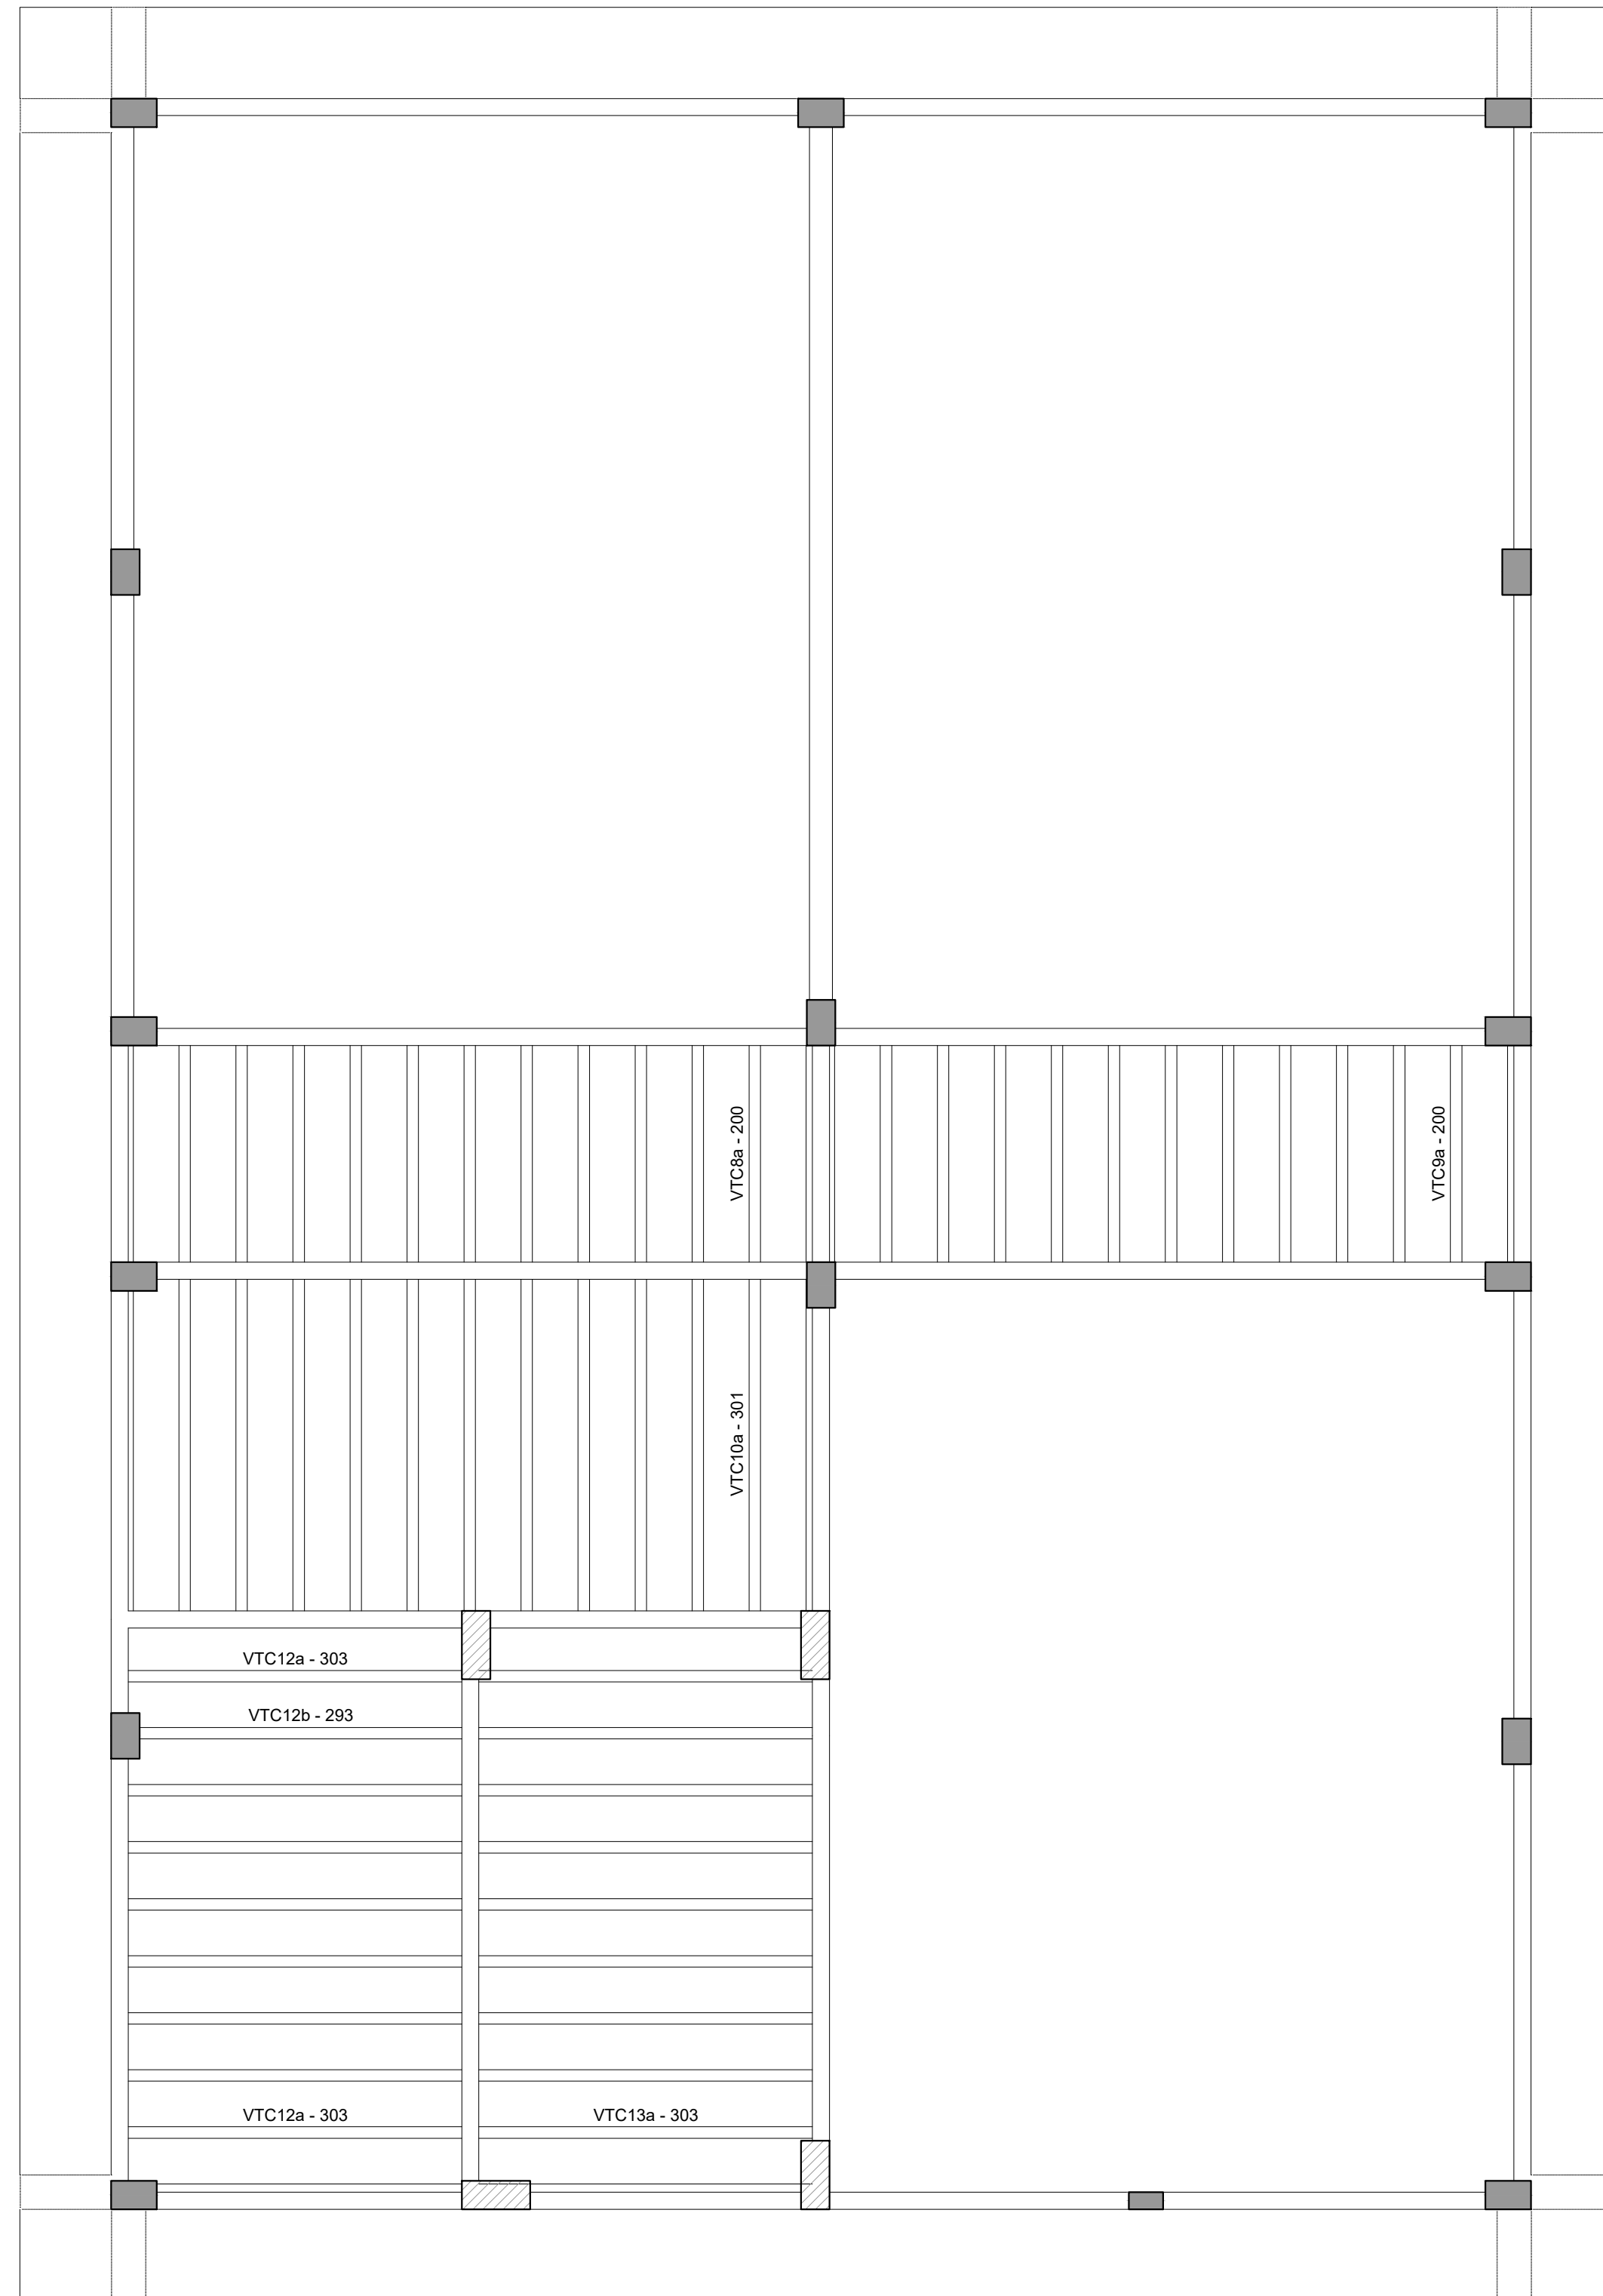 VTC8a - 200
VTC9a - 200
VTC10a - 301
VTC12a - 303
VTC12b - 293
VTC12a - 303
VTC13a - 303